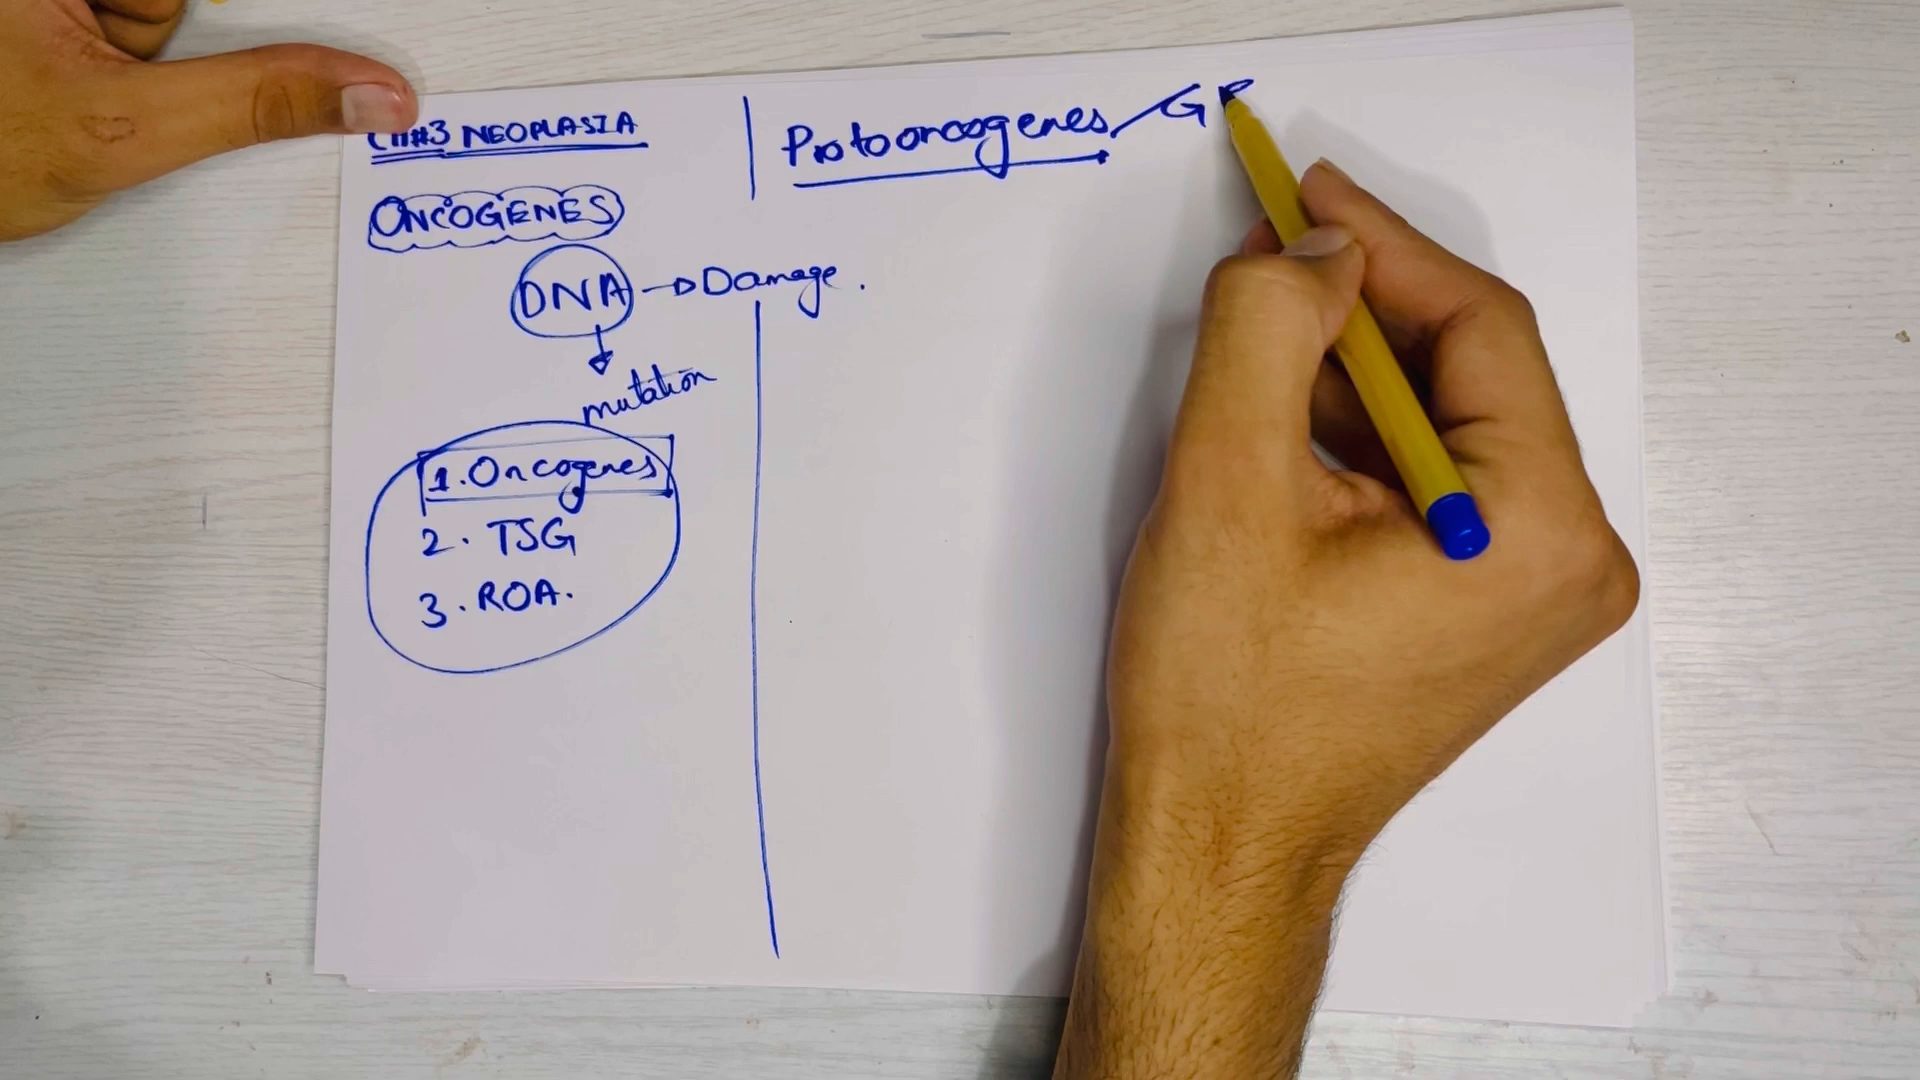 CH#3 NEOPLASIA
ONCOGENES
DNA → Damage.
mutation
1. Oncogenes
2. TSG
3. ROA.
Protooncogenes / G